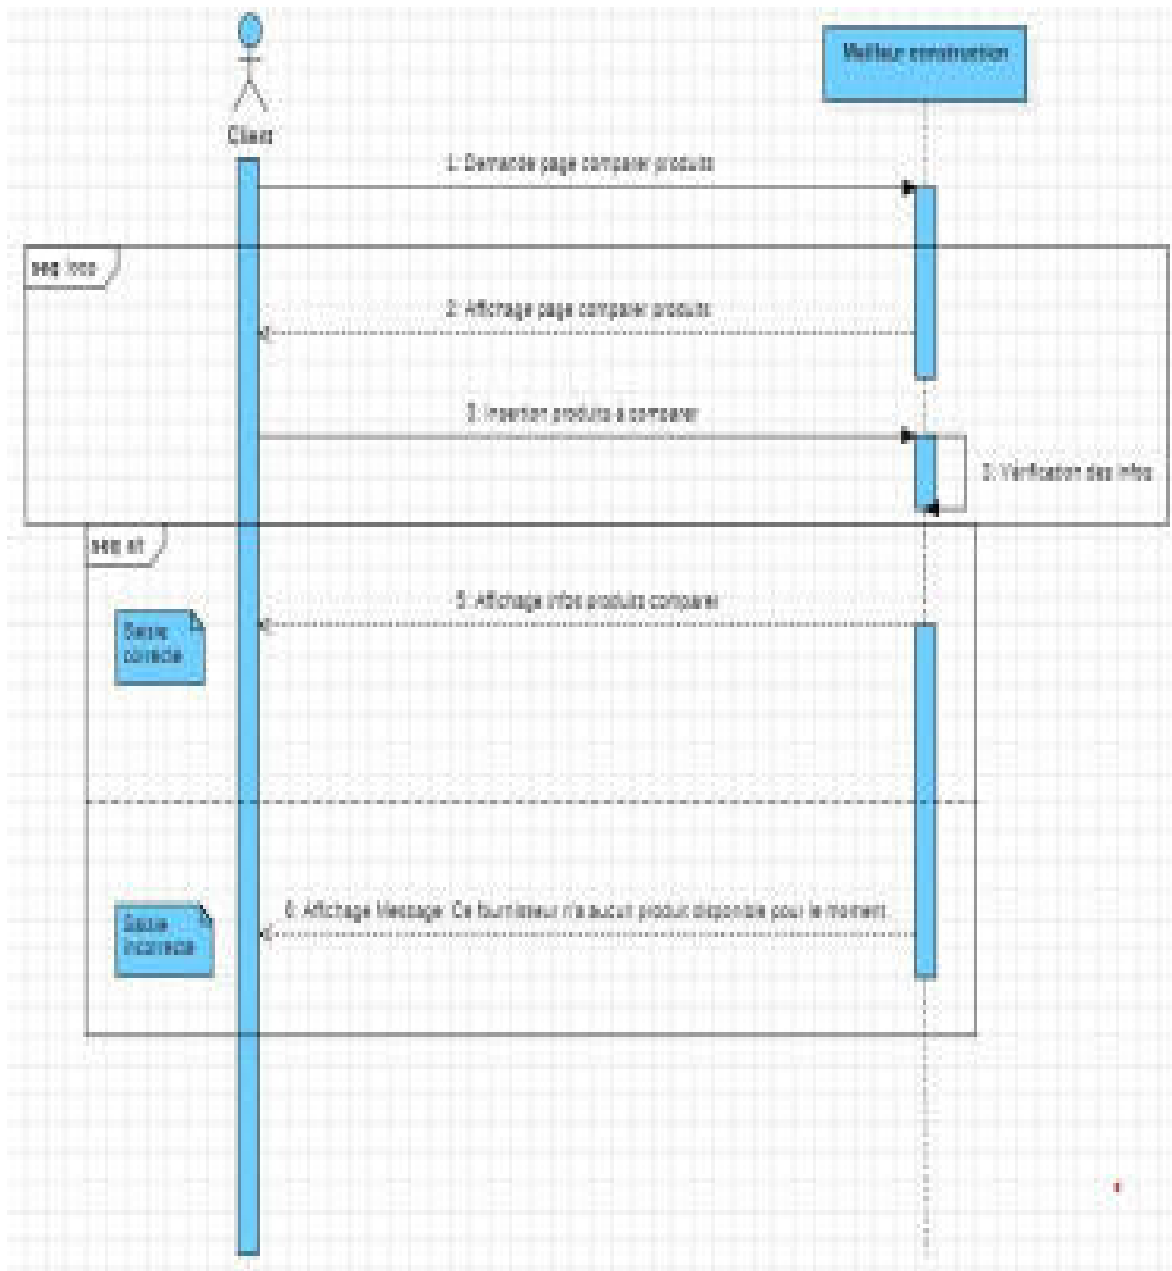 Meilleur construction
Client
1: Demande page comparer produits
seq loop
2: Affichage page comparer produits
3: Insertion produits à comparer
3: Vérification des infos
seq alt
5: Affichage infos produits comparer
Saisie
correcte
6: Affichage Message: Ce fournisseur n'a aucun produit disponible pour le moment
Saisie
incorrecte